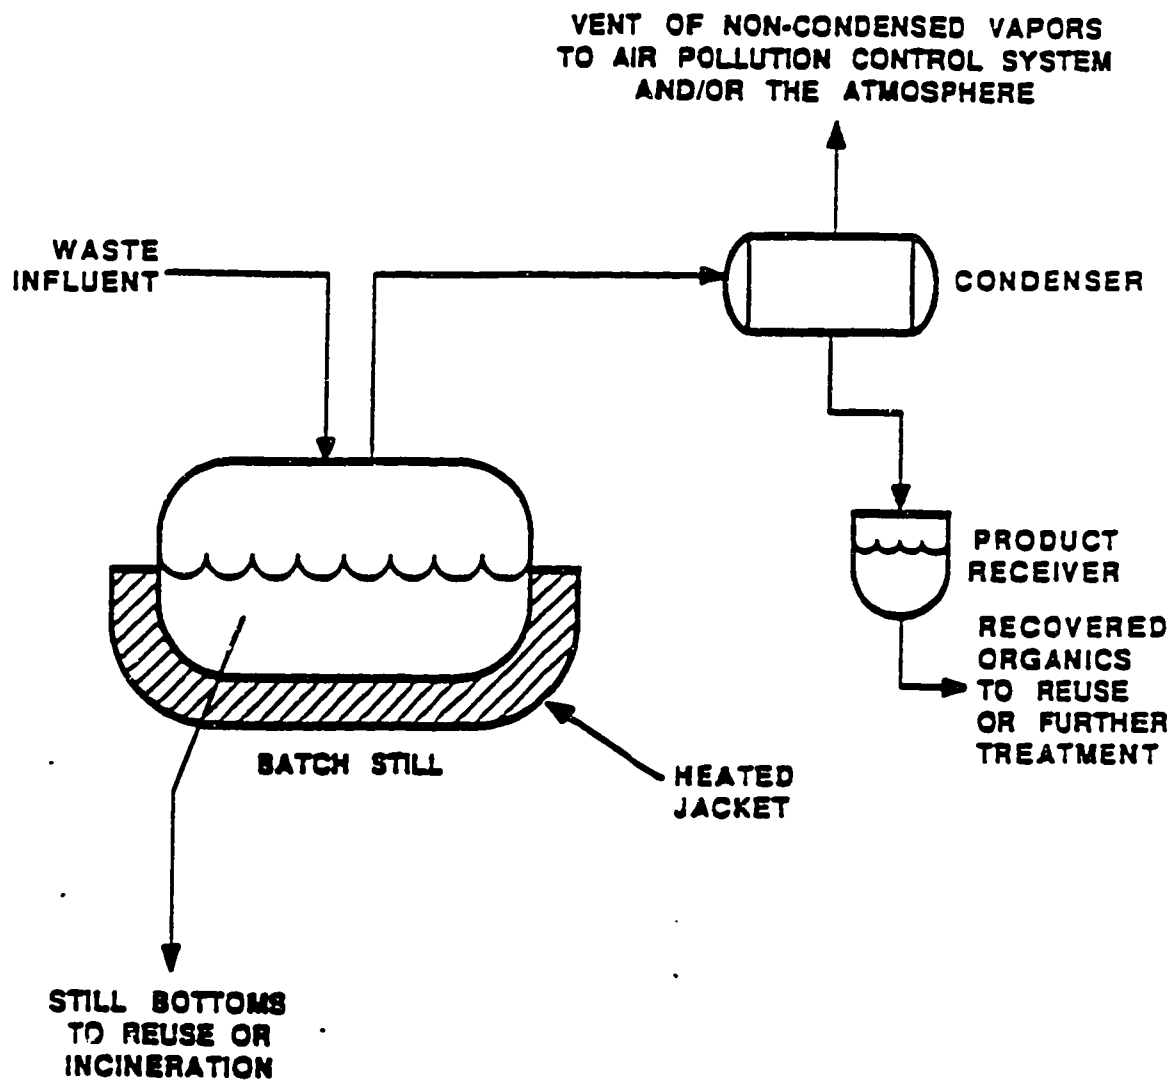 VENT OF NON-CONDENSED VAPORS
TO AIR POLLUTION CONTROL SYSTEM
AND/OR THE ATMOSPHERE
WASTE
INFLUENT
CONDENSER
PRODUCT
RECEIVER
RECOVERED
ORGANICS
TO REUSE
OR FURTHER
TREATMENT
BATCH STILL
HEATED
JACKET
STILL BOTTOMS
TO REUSE OR
INCINERATION